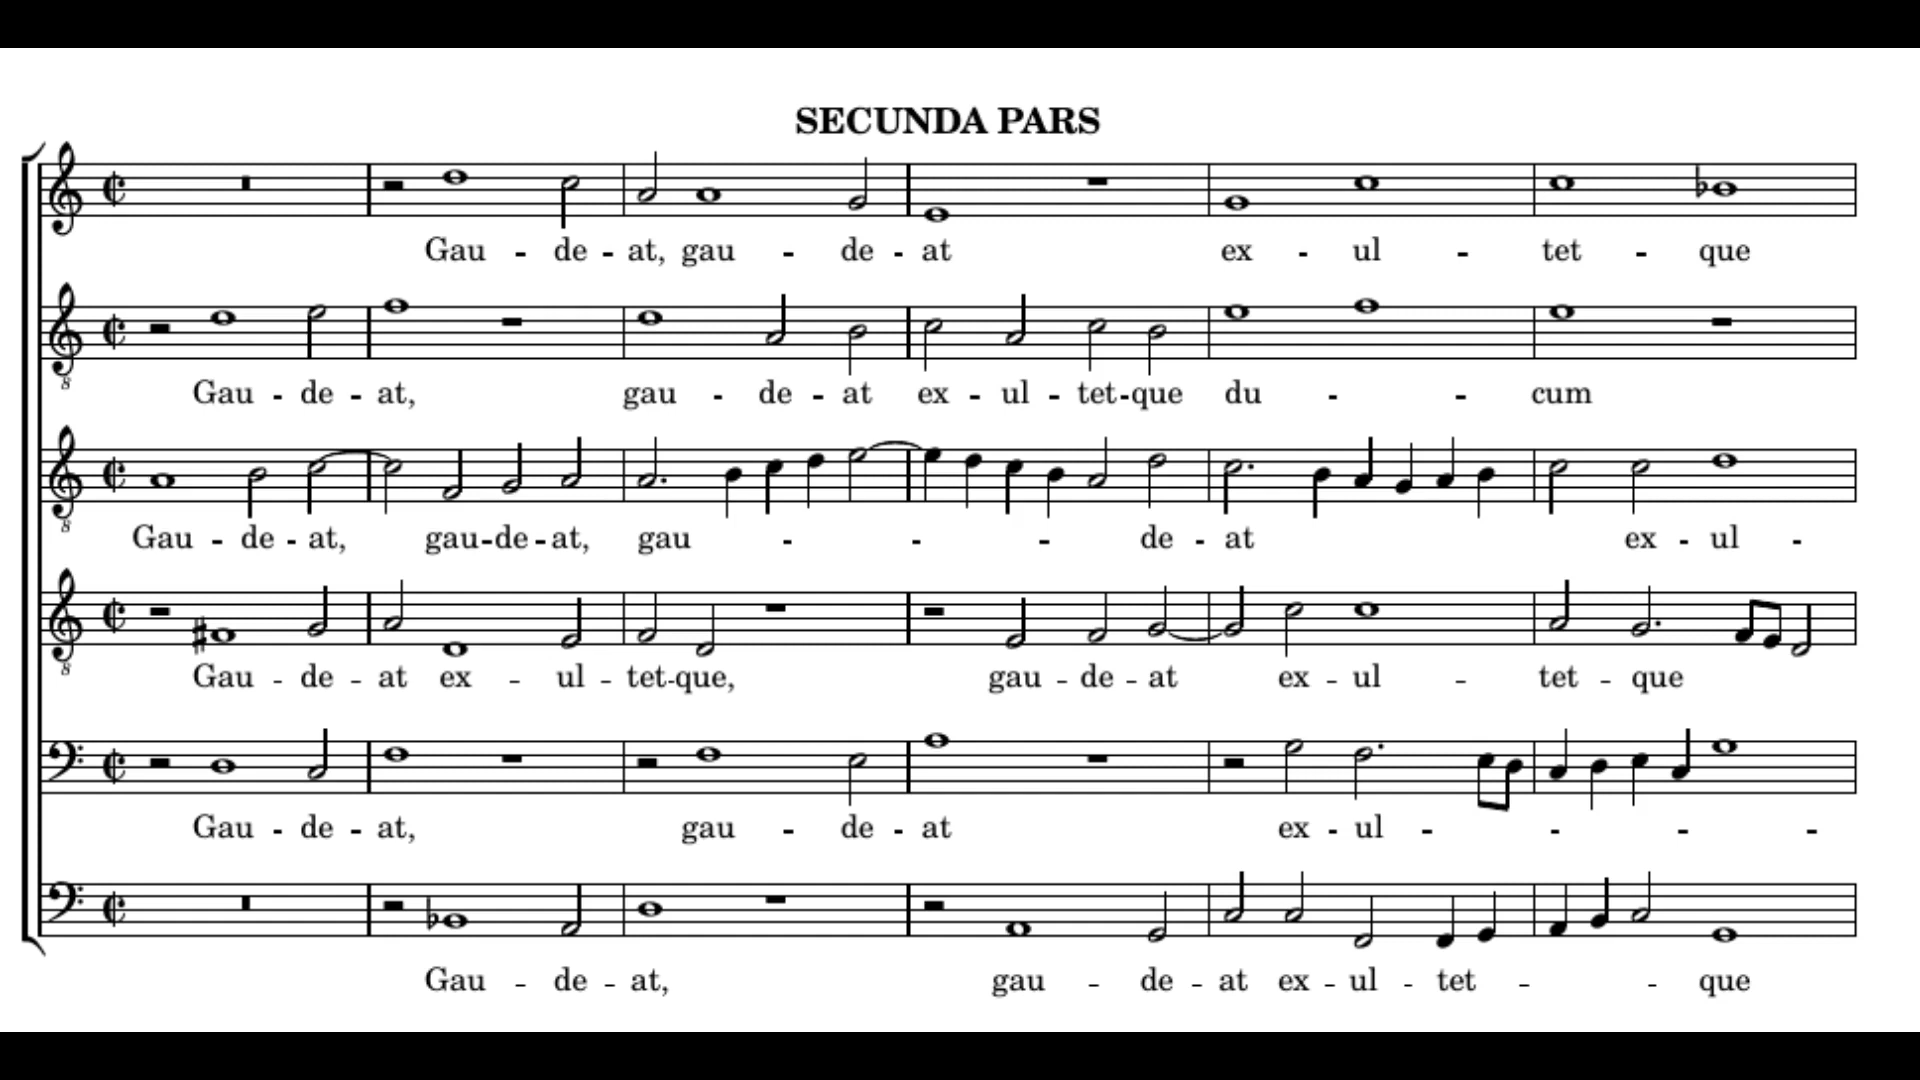 SECUNDA PARS
Gau - de - at, gau - de - at ex - ul - tet - que
Gau - de - at, gau - de - at ex - ul - tet - que du - - cum
Gau - de - at, gau - de - at, gau - - - de - at ex - ul -
Gau - de - at ex - ul - tet - que, gau - de - at ex - ul - tet - que
Gau - de - at, gau - de - at ex - ul - - - -
Gau - de - at, gau - de - at ex - ul - tet - - que